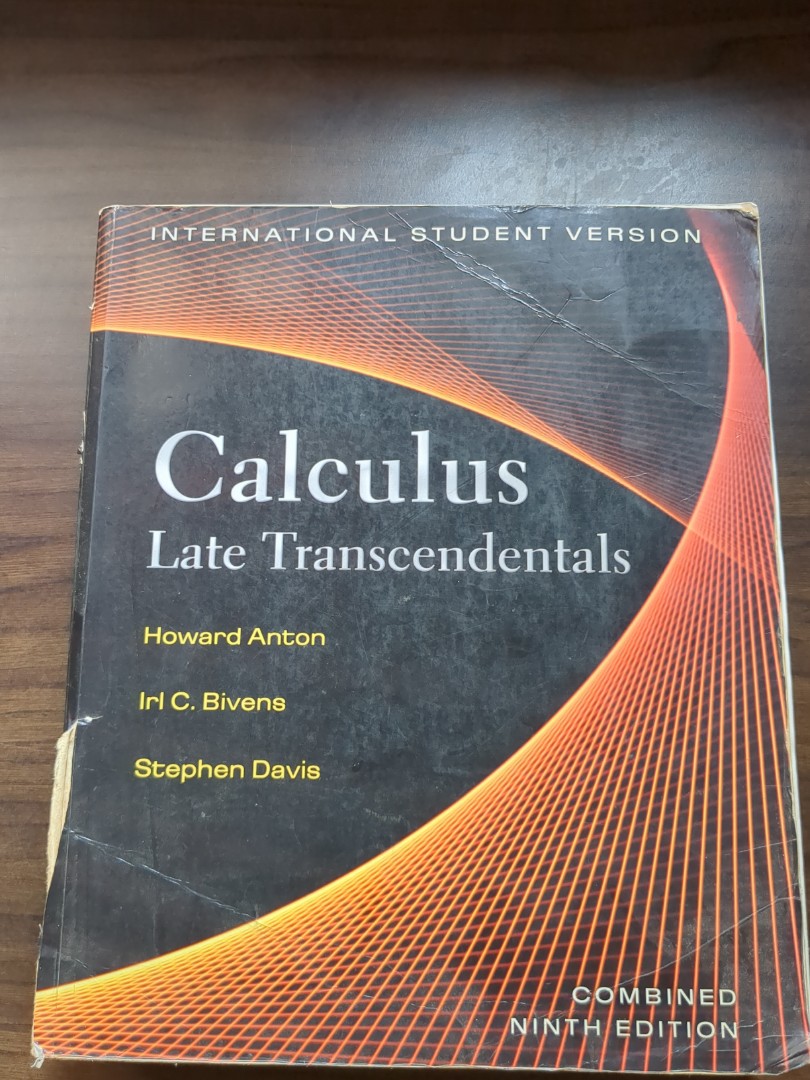 INTERNATIONAL STUDENT VERSION
Calculus
Late Transcendentals
Howard Anton
Irl C. Bivens
Stephen Davis
COMBINED
NINTH EDITION